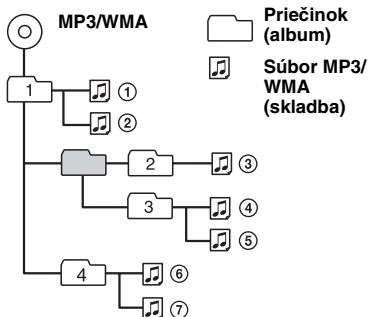 MP3/WMA
Priečinok
(album)
Súbor MP3/
WMA
(skladba)
1
①
②
2
③
3
④
⑤
4
⑥
⑦